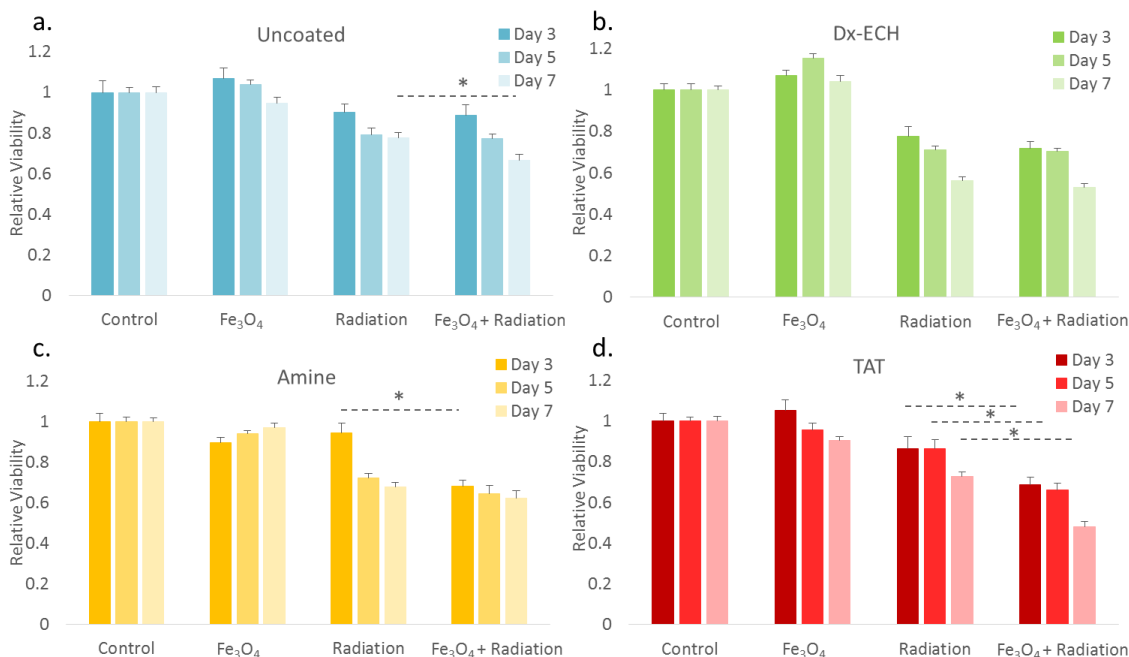 a.
Uncoated
Day 3
Day 5
Day 7
1.2
1
0.8
0.6
0.4
0.2
0
Relative Viability
*
Control
Fe₃O₄
Radiation
Fe₃O₄ + Radiation
b.
Dx-ECH
Day 3
Day 5
Day 7
1.2
1
0.8
0.6
0.4
0.2
0
Relative Viability
Control
Fe₃O₄
Radiation
Fe₃O₄ + Radiation
c.
Amine
Day 3
Day 5
Day 7
1.2
1
0.8
0.6
0.4
0.2
0
Relative Viability
*
Control
Fe₃O₄
Radiation
Fe₃O₄ + Radiation
d.
TAT
Day 3
Day 5
Day 7
1.2
1
0.8
0.6
0.4
0.2
0
Relative Viability
*
*
*
Control
Fe₃O₄
Radiation
Fe₃O₄ + Radiation